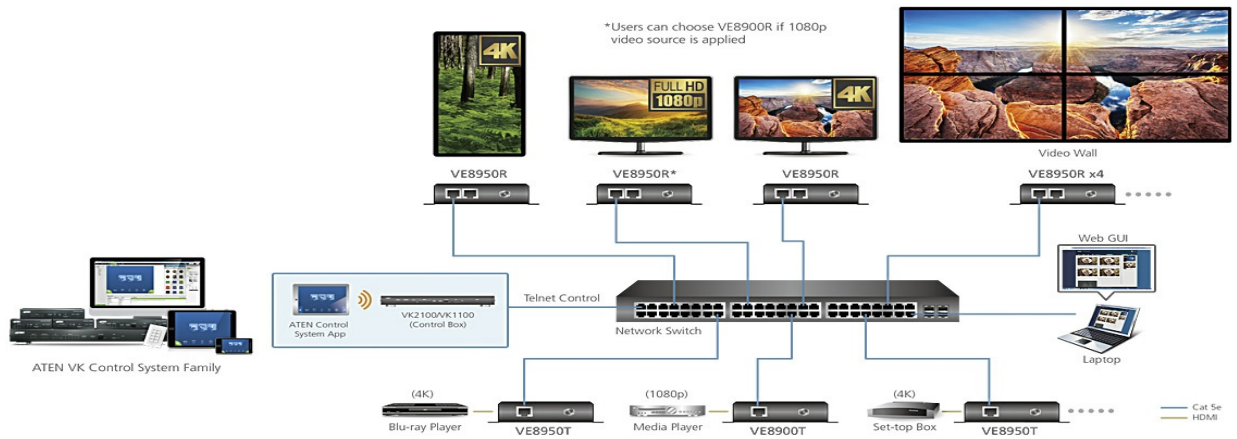 *Users can choose VE8900R if 1080p
video source is applied
4K
FULL HD
1080p
4K
Video Wall
VE8950R
VE8950R*
VE8950R
VE8950R x4
Web GUI
Telnet Control
ATEN Control
System App
VK2100/VK1100
(Control Box)
Network Switch
Laptop
ATEN VK Control System Family
(4K)
Blu-ray Player
VE8950T
(1080p)
Media Player
VE8900T
(4K)
Set-top Box
VE8950T
Cat 5e
HDMI